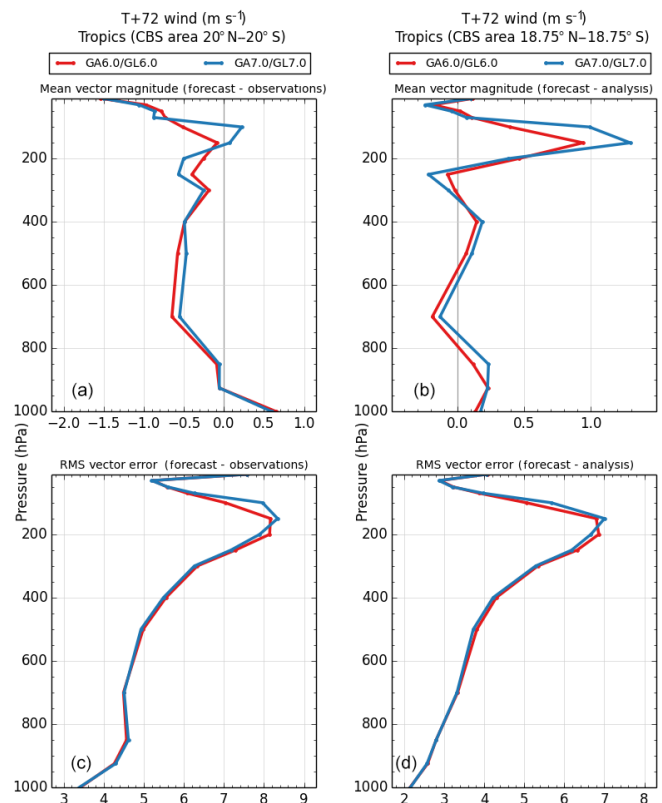 T+72 wind (m s⁻¹)
Tropics (CBS area 20°N–20°S)
GA6.0/GL6.0 GA7.0/GL7.0
Mean vector magnitude (forecast - observations)
200
400
600
800
1000
(a)
−2.0 −1.5 −1.0 −0.5 0.0 0.5 1.0
T+72 wind (m s⁻¹)
Tropics (CBS area 18.75°N–18.75°S)
GA6.0/GL6.0 GA7.0/GL7.0
Mean vector magnitude (forecast - analysis)
200
400
600
800
1000
(b)
0.0 0.5 1.0
Pressure (hPa)
RMS vector error (forecast - observations)
200
400
600
800
1000
(c)
3 4 5 6 7 8 9
Pressure (hPa)
RMS vector error (forecast - analysis)
200
400
600
800
1000
(d)
2 3 4 5 6 7 8